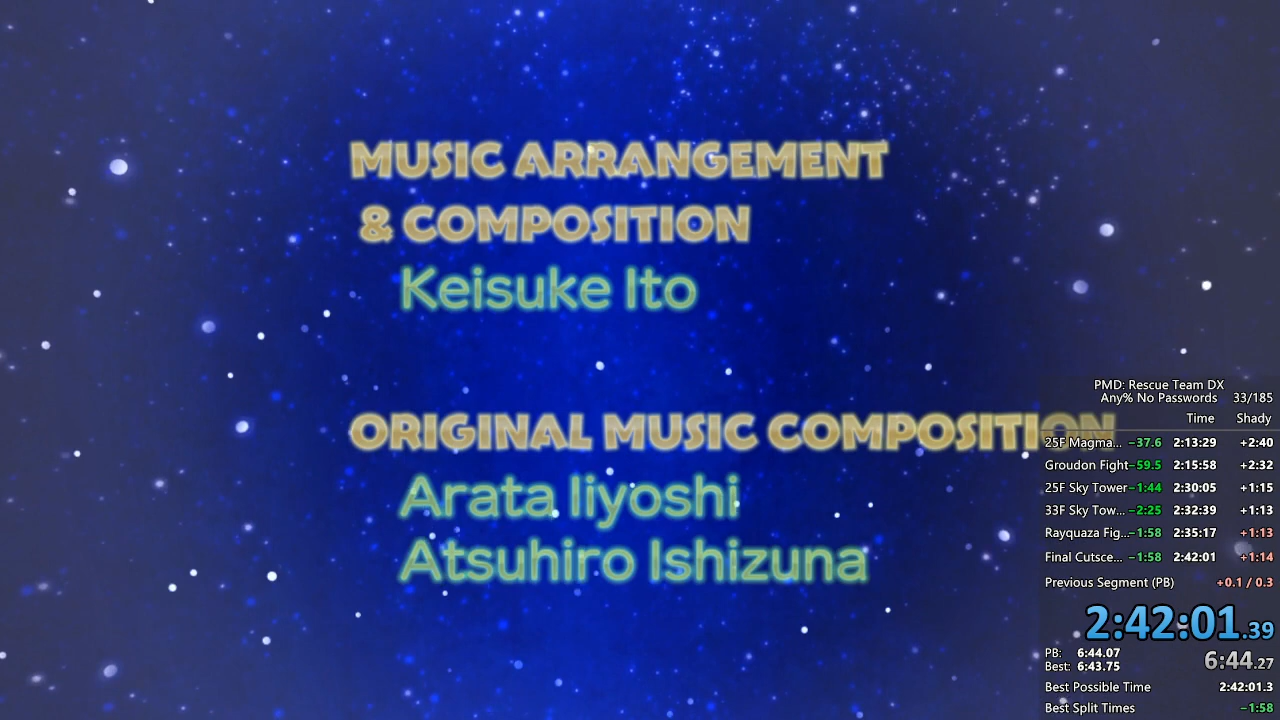 MUSIC ARRANGEMENT
& COMPOSITION
Keisuke Ito
ORIGINAL MUSIC COMPOSITION
Arata Iiyoshi
Atsuhiro Ishizuna
PMD: Rescue Team DX
Any% No Passwords 33/185
Time Shady
25F Magma... -37.6 2:13:29 +2:40
Groudon Fight -59.5 2:15:58 +2:32
25F Sky Tower -1:44 2:30:05 +1:15
33F Sky Tow... -2:25 2:32:39 +1:13
Rayquaza Fig... -1:58 2:35:17 +1:13
Final Cutsce... -1:58 2:42:01 +1:14
Previous Segment (PB) +0.1 / 0.3
2:42:01.39
PB: 6:44.07
Best: 6:43.75 6:44.27
Best Possible Time 2:42:01.3
Best Split Times -1:58